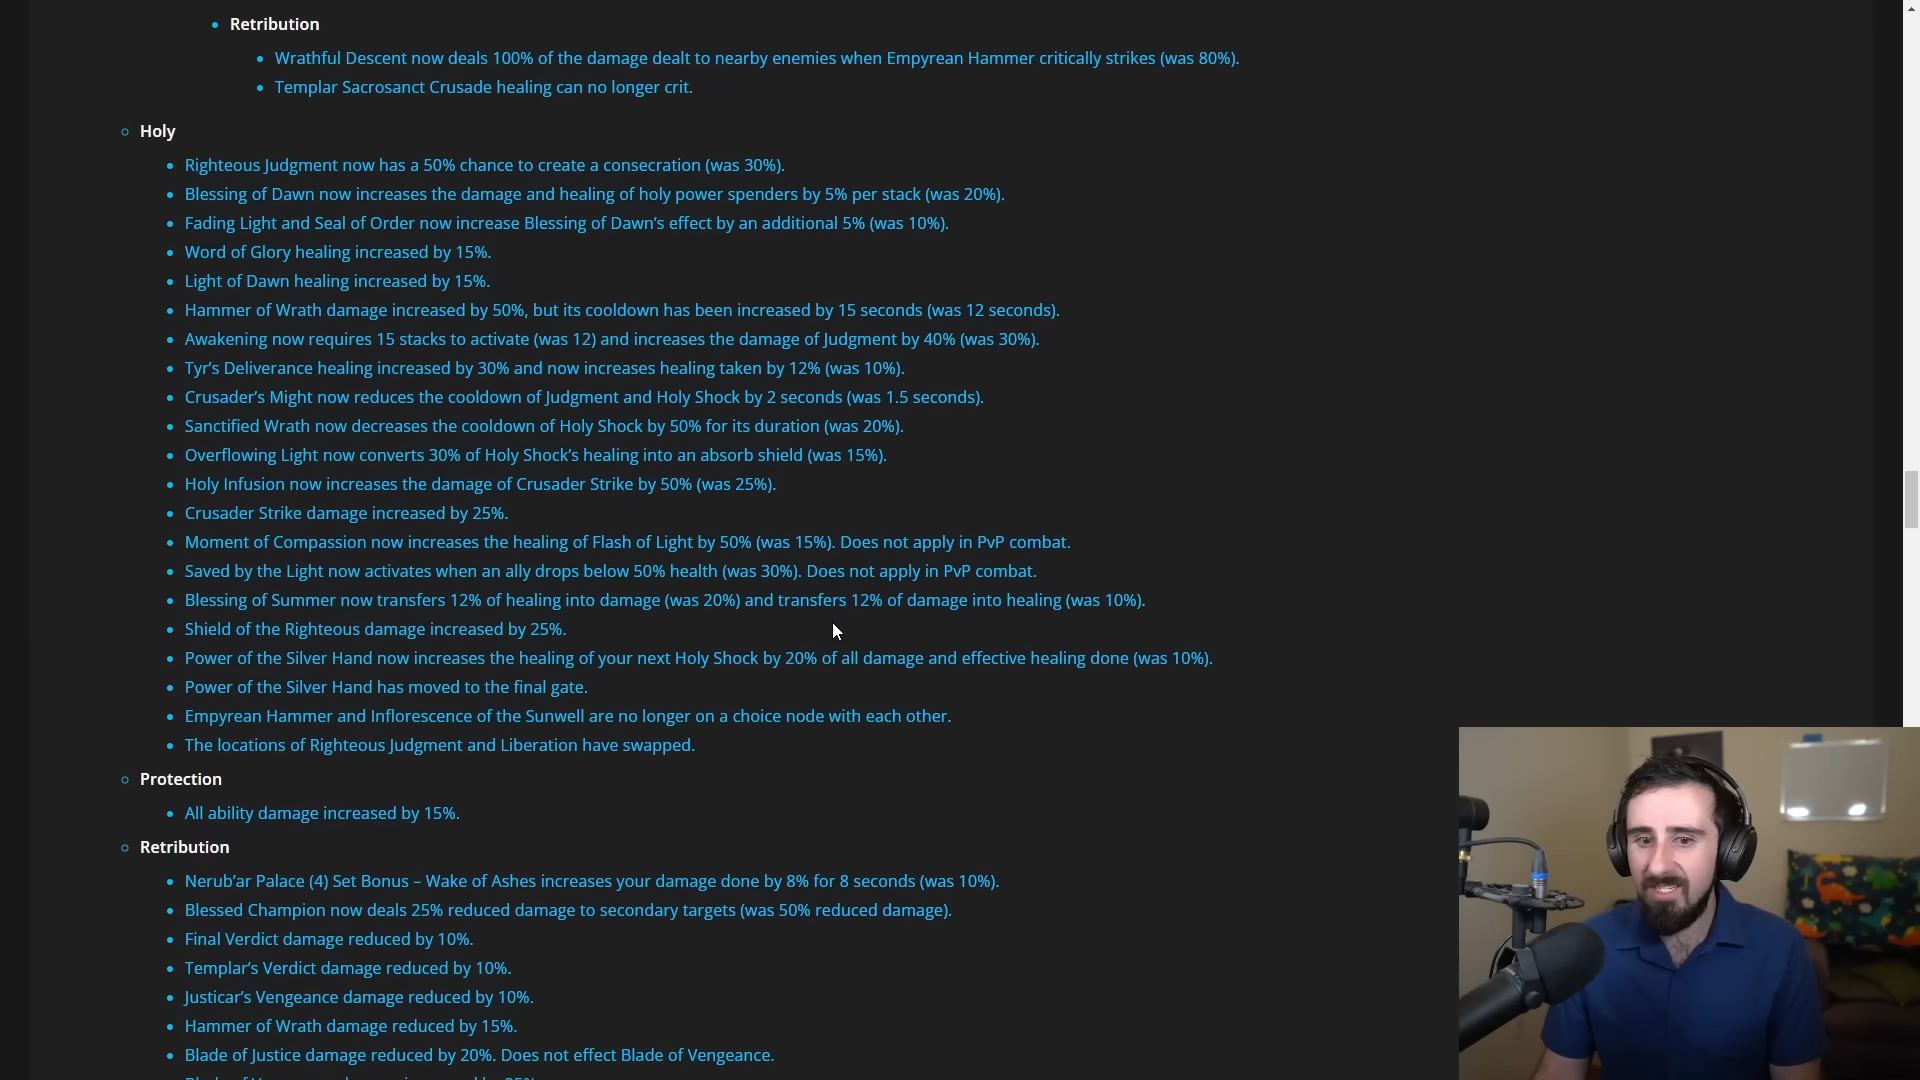 Retribution
Wrathful Descent now deals 100% of the damage dealt to nearby enemies when Empyrean Hammer critically strikes (was 80%).
Templar Sacrosanct Crusade healing can no longer crit.
Holy
Righteous Judgment now has a 50% chance to create a consecration (was 30%).
Blessing of Dawn now increases the damage and healing of holy power spenders by 5% per stack (was 20%).
Fading Light and Seal of Order now increase Blessing of Dawn’s effect by an additional 5% (was 10%).
Word of Glory healing increased by 15%.
Light of Dawn healing increased by 15%.
Hammer of Wrath damage increased by 50%, but its cooldown has been increased by 15 seconds (was 12 seconds).
Awakening now requires 15 stacks to activate (was 12) and increases the damage of Judgment by 40% (was 30%).
Tyr’s Deliverance healing increased by 30% and now increases healing taken by 12% (was 10%).
Crusader’s Might now reduces the cooldown of Judgment and Holy Shock by 2 seconds (was 1.5 seconds).
Sanctified Wrath now decreases the cooldown of Holy Shock by 50% for its duration (was 20%).
Overflowing Light now converts 30% of Holy Shock’s healing into an absorb shield (was 15%).
Holy Infusion now increases the damage of Crusader Strike by 50% (was 25%).
Crusader Strike damage increased by 25%.
Moment of Compassion now increases the healing of Flash of Light by 50% (was 15%). Does not apply in PvP combat.
Saved by the Light now activates when an ally drops below 50% health (was 30%). Does not apply in PvP combat.
Blessing of Summer now transfers 12% of healing into damage (was 20%) and transfers 12% of damage into healing (was 10%).
Shield of the Righteous damage increased by 25%.
Power of the Silver Hand now increases the healing of your next Holy Shock by 20% of all damage and effective healing done (was 10%).
Power of the Silver Hand has moved to the final gate.
Empyrean Hammer and Inflorescence of the Sunwell are no longer on a choice node with each other.
The locations of Righteous Judgment and Liberation have swapped.
Protection
All ability damage increased by 15%.
Retribution
Nerub’ar Palace (4) Set Bonus – Wake of Ashes increases your damage done by 8% for 8 seconds (was 10%).
Blessed Champion now deals 25% reduced damage to secondary targets (was 50% reduced damage).
Final Verdict damage reduced by 10%.
Templar’s Verdict damage reduced by 10%.
Justicar’s Vengeance damage reduced by 10%.
Hammer of Wrath damage reduced by 15%.
Blade of Justice damage reduced by 20%. Does not effect Blade of Vengeance.